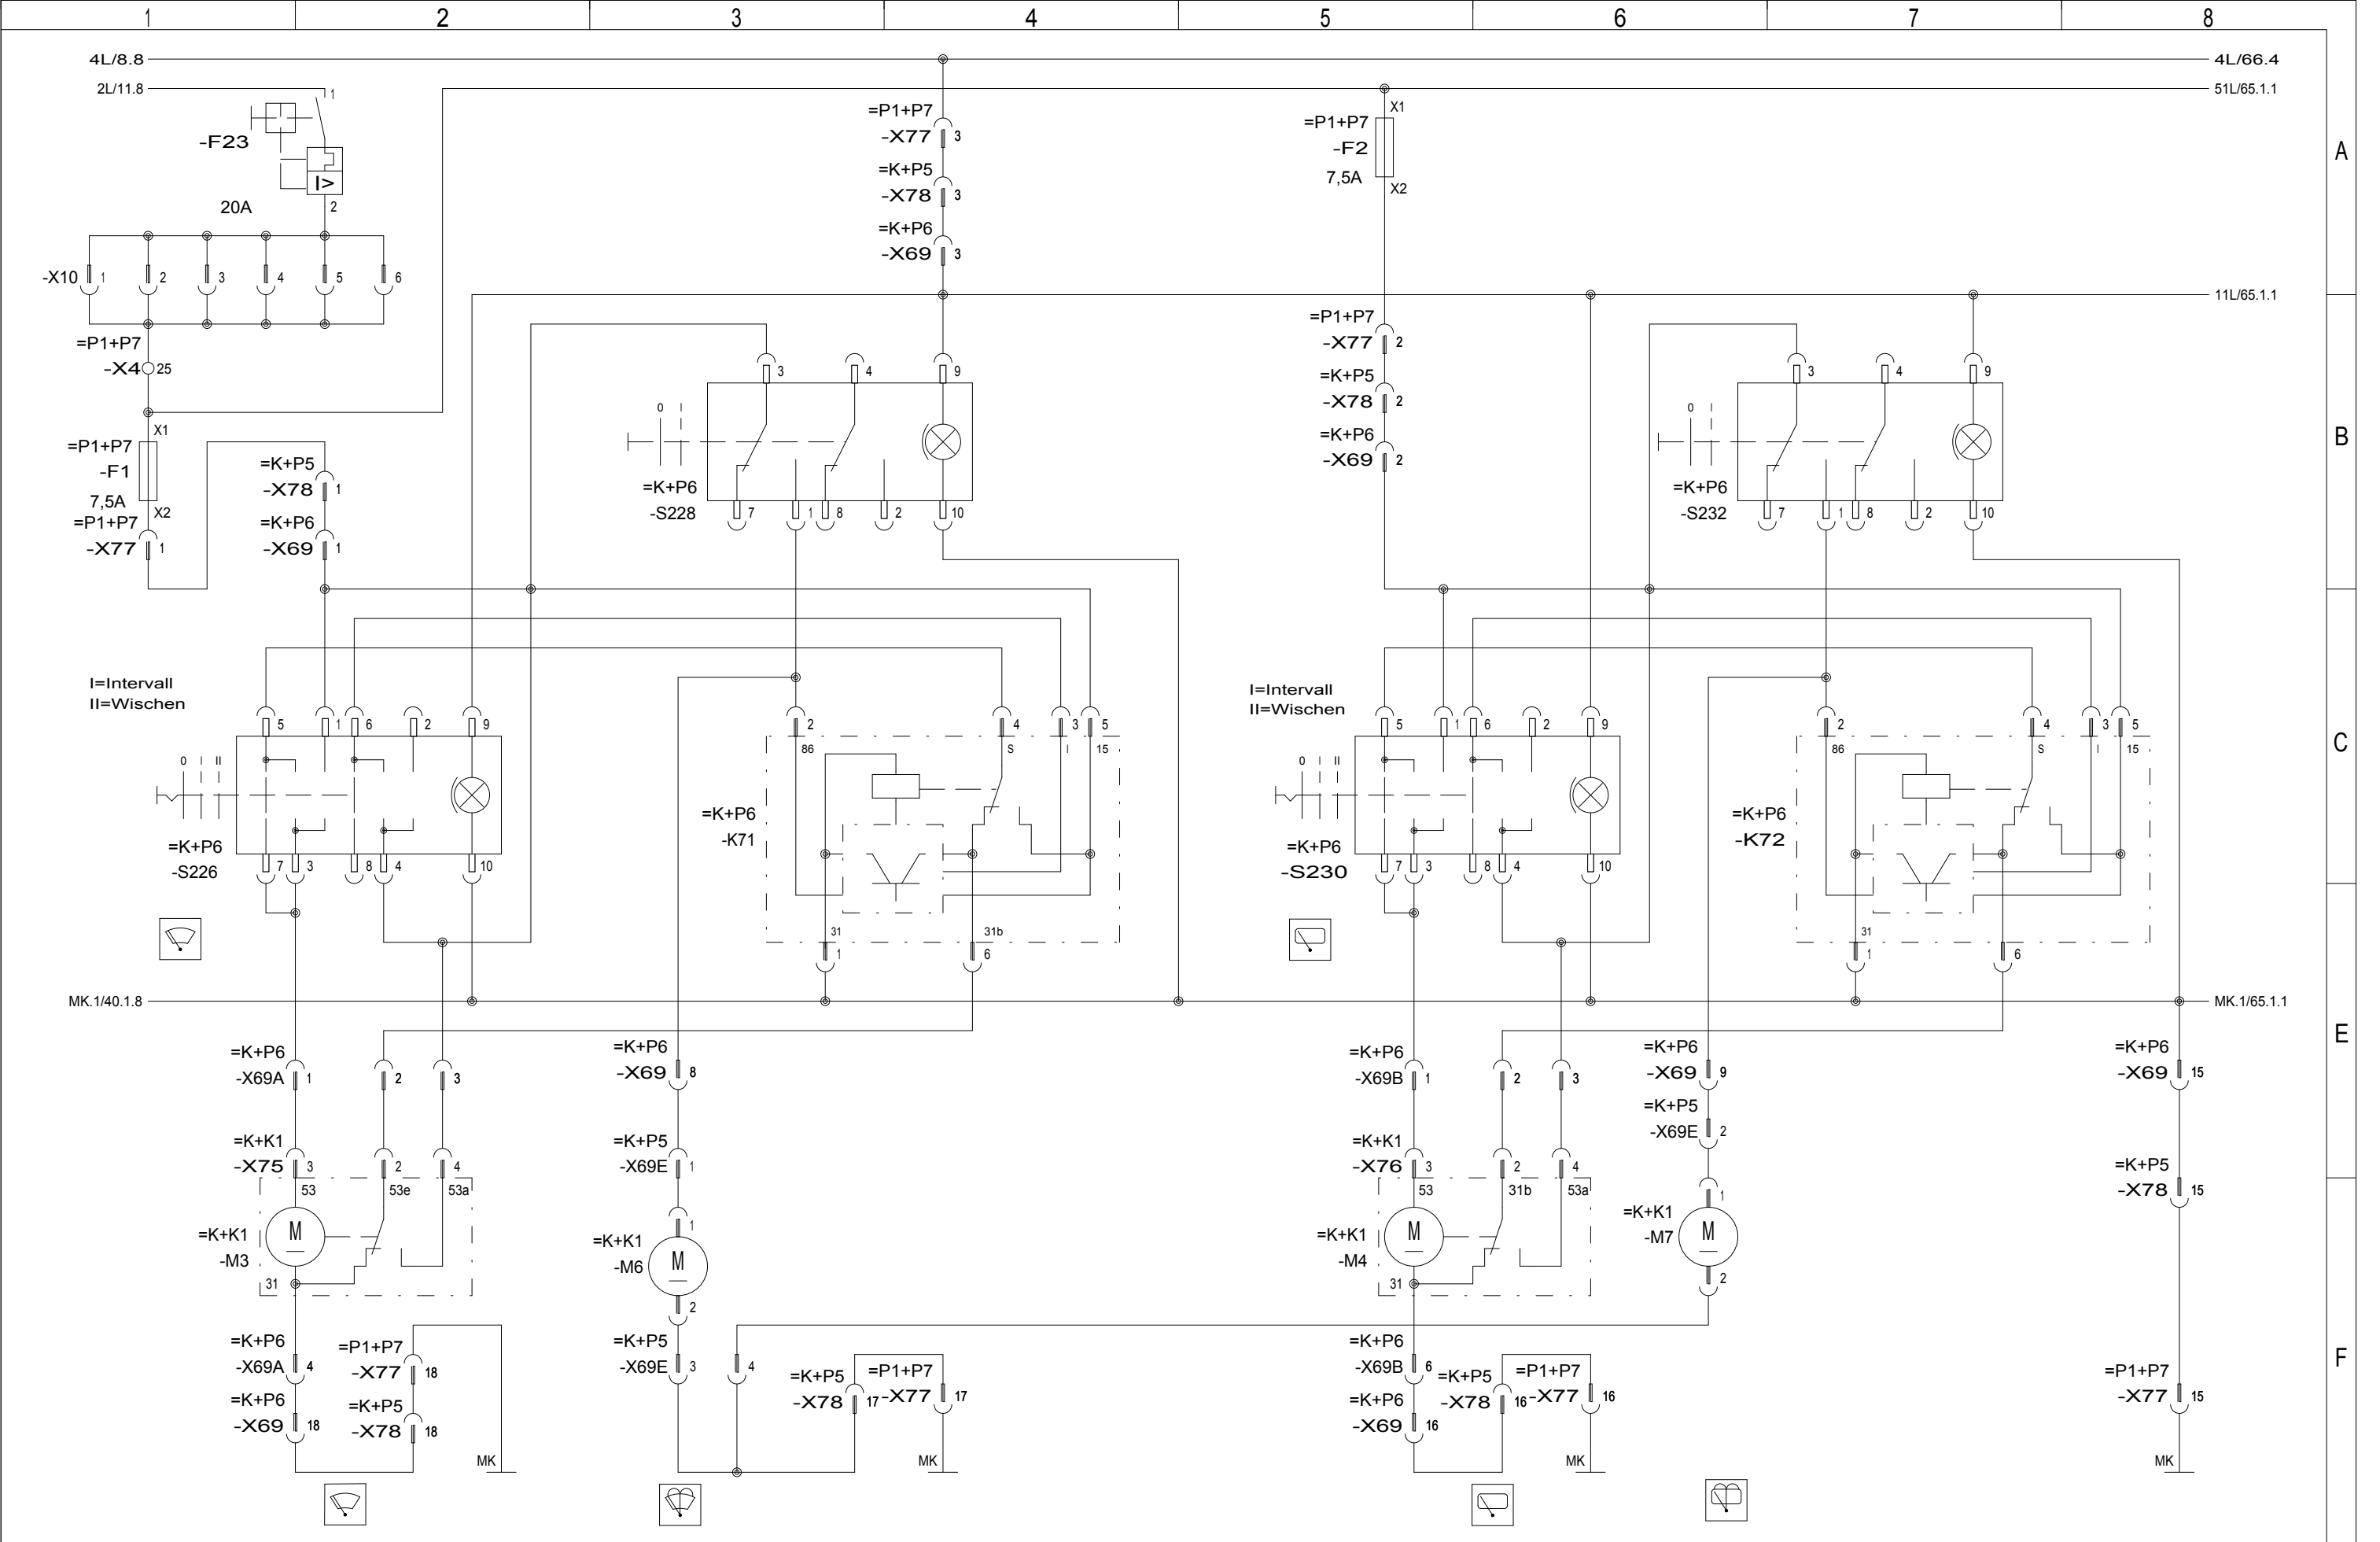 1 2 3 4 5 6 7 8
4L/8.8
4L/66.4
2L/11.8
51L/65.1.1
1
-F23
I>
20A
2
-X10 1 2 3 4 5 6
=P1+P7
-X4 25
X1
=P1+P7
-F1
7,5A
X2
=P1+P7
-X77 1
=K+P5
-X78 1
=K+P6
-X69 1
=P1+P7
-X77 3
=K+P5
-X78 3
=K+P6
-X69 3
X1
=P1+P7
-F2
7,5A
X2
A
11L/65.1.1
=P1+P7
-X77 2
=K+P5
-X78 2
=K+P6
-X69 2
3 4 9
0 I
=K+P6
-S228
7 1 8 2 10
3 4 9
0 I
=K+P6
-S232
7 1 8 2 10
B
I=Intervall
II=Wischen
5 1 6 2 9
0 I II
=K+P6
-S226
7 3 8 4 10
2 4 3 5
86 S I 15
=K+P6
-K71
31 31b
1 6
I=Intervall
II=Wischen
5 1 6 2 9
0 I II
=K+P6
-S230
7 3 8 4 10
2 4 3 5
86 S I 15
=K+P6
-K72
31
1 6
C
MK.1/40.1.8
MK.1/65.1.1
E
=K+P6
-X69A 1 2 3
=K+K1
-X75 3 2 4
53 53e 53a
M
=K+K1
-M3
31
=K+P6
-X69A 4
=K+P6
-X69 18
=P1+P7
-X77 18
=K+P5
-X78 18
MK
=K+P6
-X69 8
=K+P5
-X69E 1
1
=K+K1
-M6
M
2
=K+P5
-X69E 3 4
=K+P5
-X78 17
=P1+P7
-X77 17
MK
=K+P6
-X69B 1 2 3
=K+K1
-X76 3 2 4
53 31b 53a
M
=K+K1
-M4
31
=K+P6
-X69B 6
=K+P6
-X69 16
=K+P5
-X78 16
=P1+P7
-X77 16
MK
=K+P6
-X69 9
=K+P5
-X69E 2
1
=K+K1
-M7
M
2
=K+P6
-X69 15
=K+P5
-X78 15
=P1+P7
-X77 15
MK
F